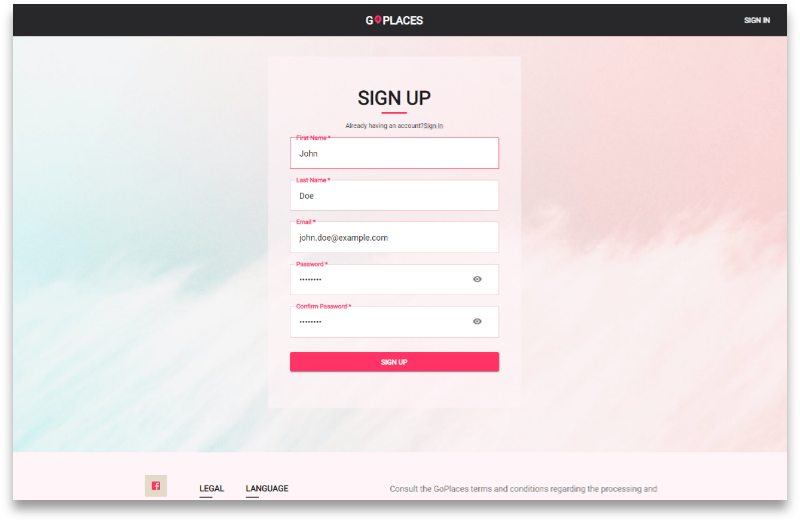 GOPLACES
SIGN IN
SIGN UP
Already having an account?Sign In
First Name *
John
Last Name *
Doe
Email *
john.doe@example.com
Password *
••••••••
Confirm Password *
••••••••
SIGN UP
LEGAL
LANGUAGE
Consult the GoPlaces terms and conditions regarding the processing and